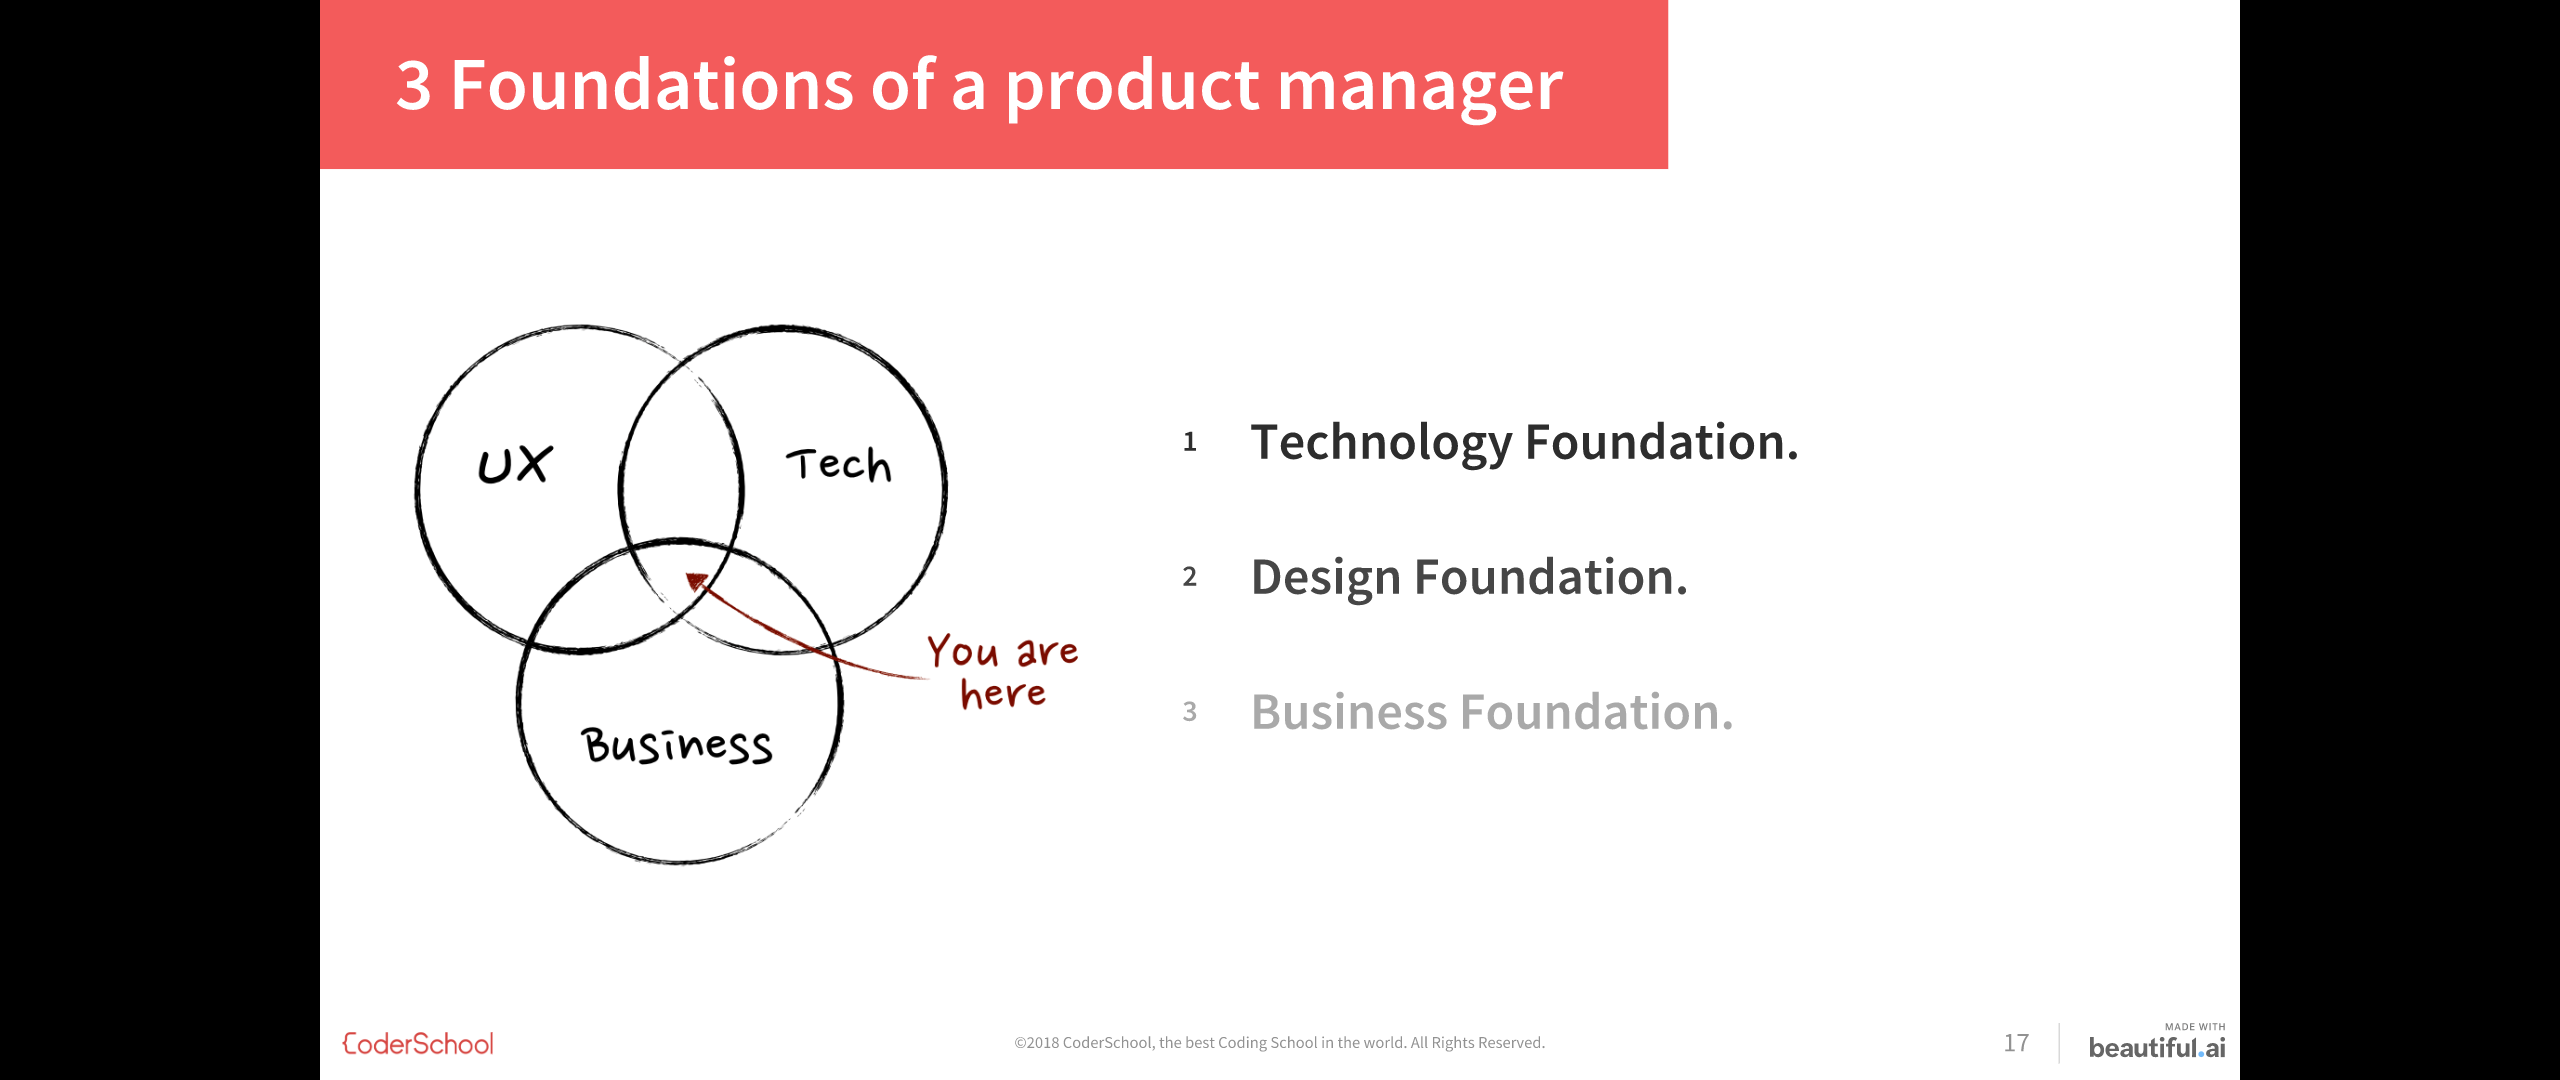 3 Foundations of a product manager
UX
Tech
You are
here
Business
1 Technology Foundation.
2 Design Foundation.
3 Business Foundation.
CoderSchool
©2018 CoderSchool, the best Coding School in the world. All Rights Reserved.
17
MADE WITH
beautiful.ai